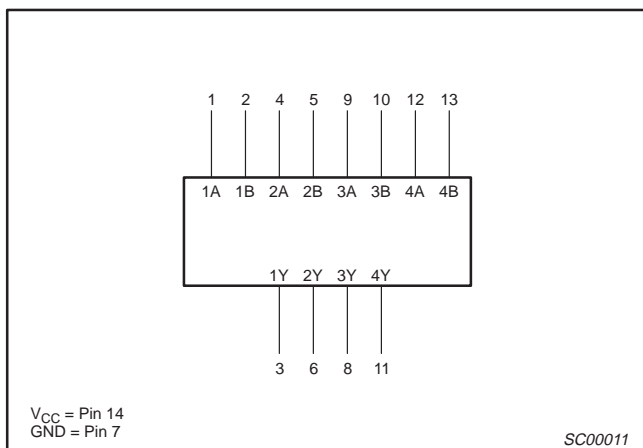 1 2 4 5 9 10 12 13
1A 1B 2A 2B 3A 3B 4A 4B
1Y 2Y 3Y 4Y
3 6 8 11
VCC = Pin 14
GND = Pin 7
SC00011